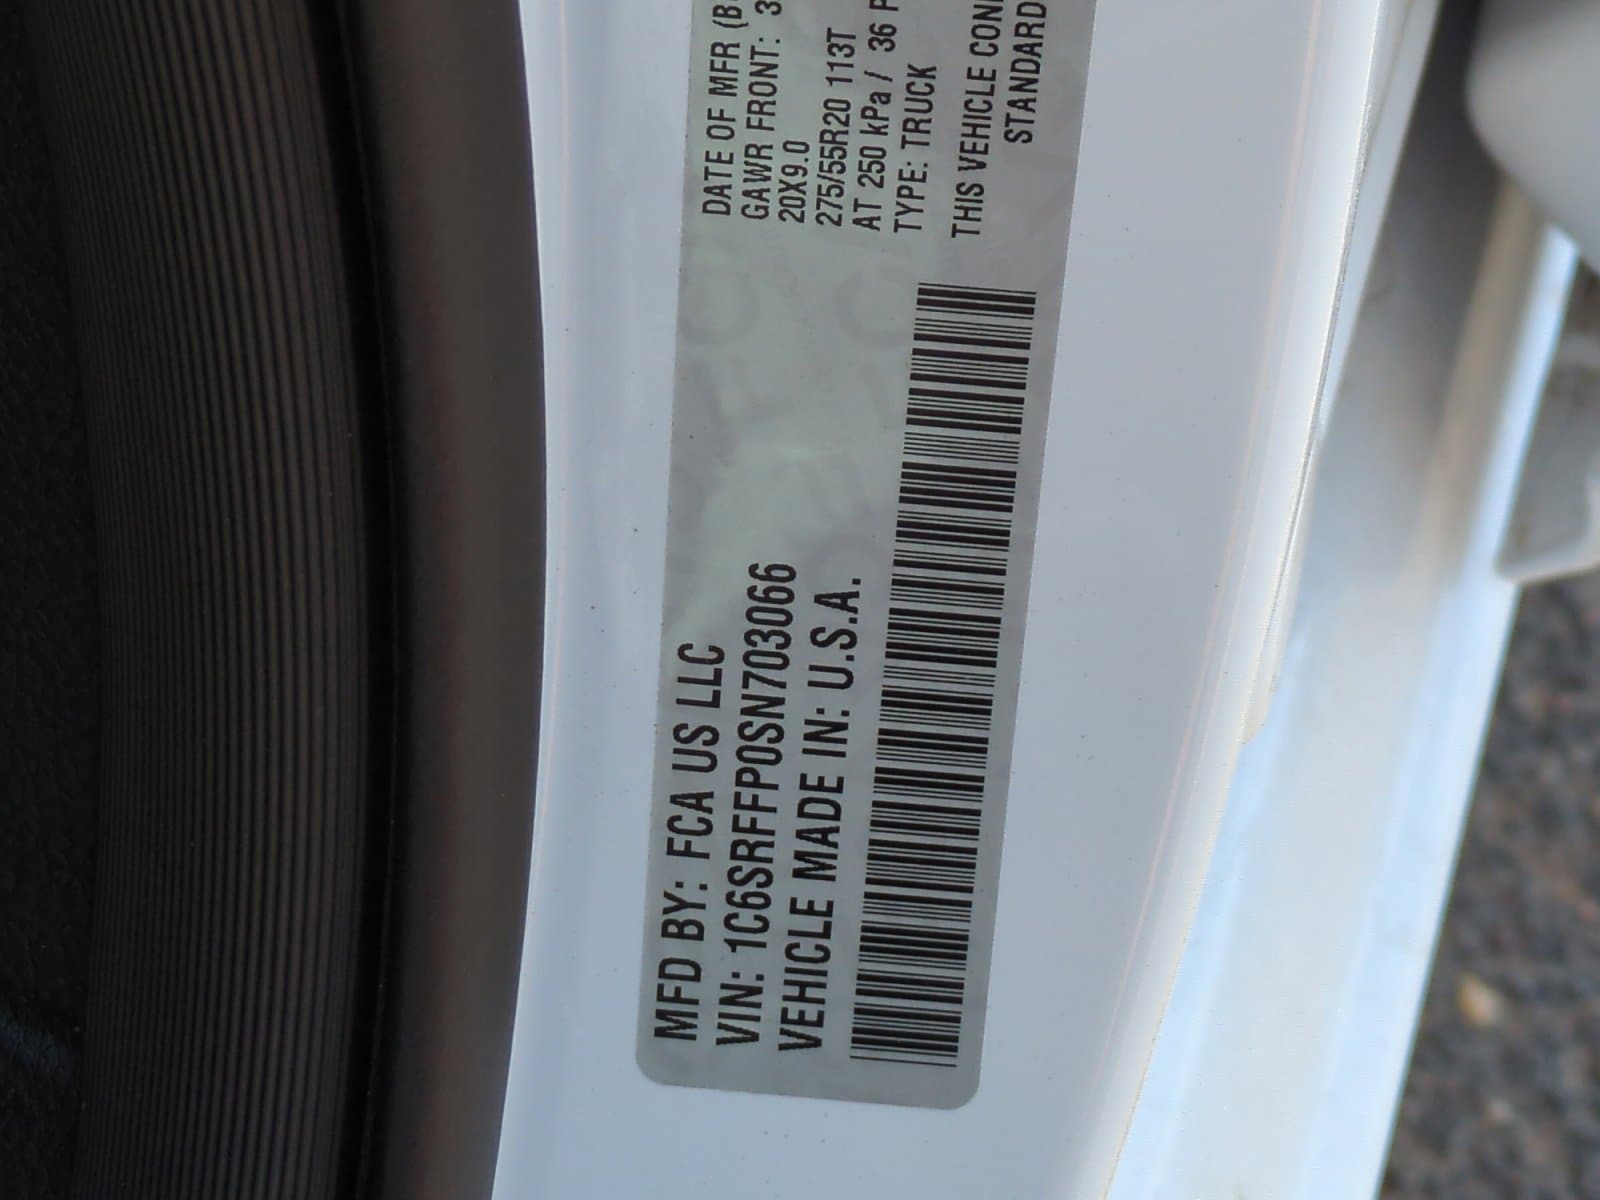 MFD BY: FCA US LLC
VIN: 1C6SRFFP0SN703066
VEHICLE MADE IN: U.S.A.
DATE OF MFR
GAWR FRONT: 3
20X9.0
275/55R20 113T
AT 250 kPa / 36
TYPE: TRUCK
THIS VEHICLE
STANDARD